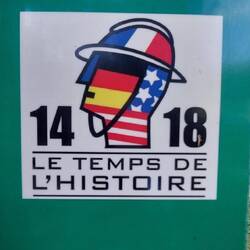 14 18
LE TEMPS DE
L'HISTOIRE